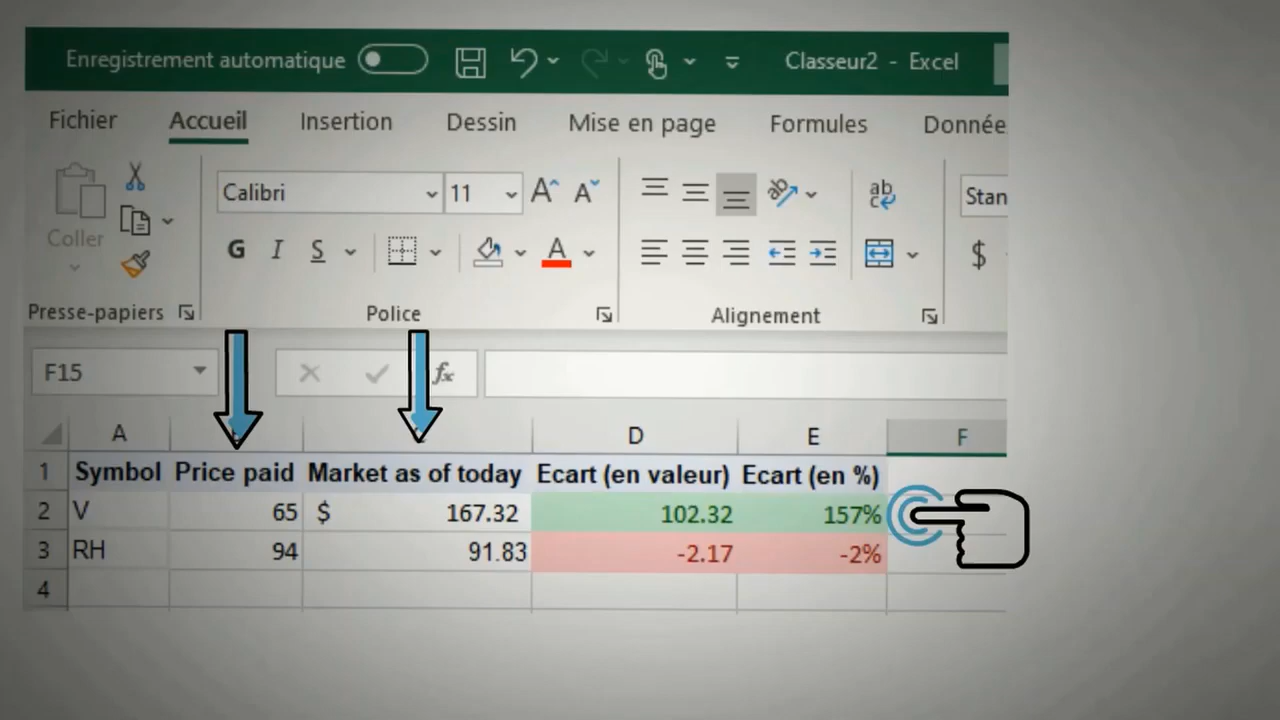 Enregistrement automatique Classeur2 - Excel
Fichier Accueil Insertion Dessin Mise en page Formules Donnée
Coller Calibri 11 A A ab ab c Stan
G I S A $
Presse-papiers Police Alignement
F15 fx
A D E F
1 Symbol Price paid Market as of today Ecart (en valeur) Ecart (en %)
2 V 65 $ 167.32 102.32 157%
3 RH 94 91.83 -2.17 -2%
4